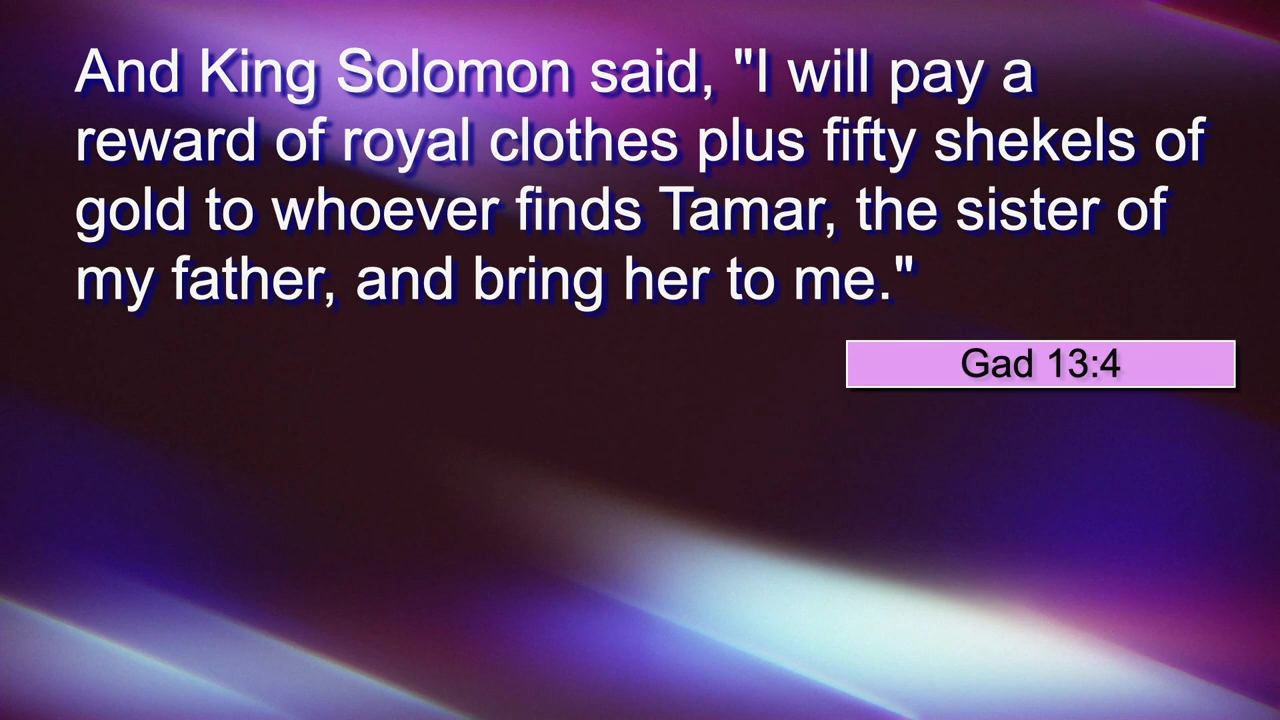 And King Solomon said, "I will pay a
reward of royal clothes plus fifty shekels of
gold to whoever finds Tamar, the sister of
my father, and bring her to me."
Gad 13:4